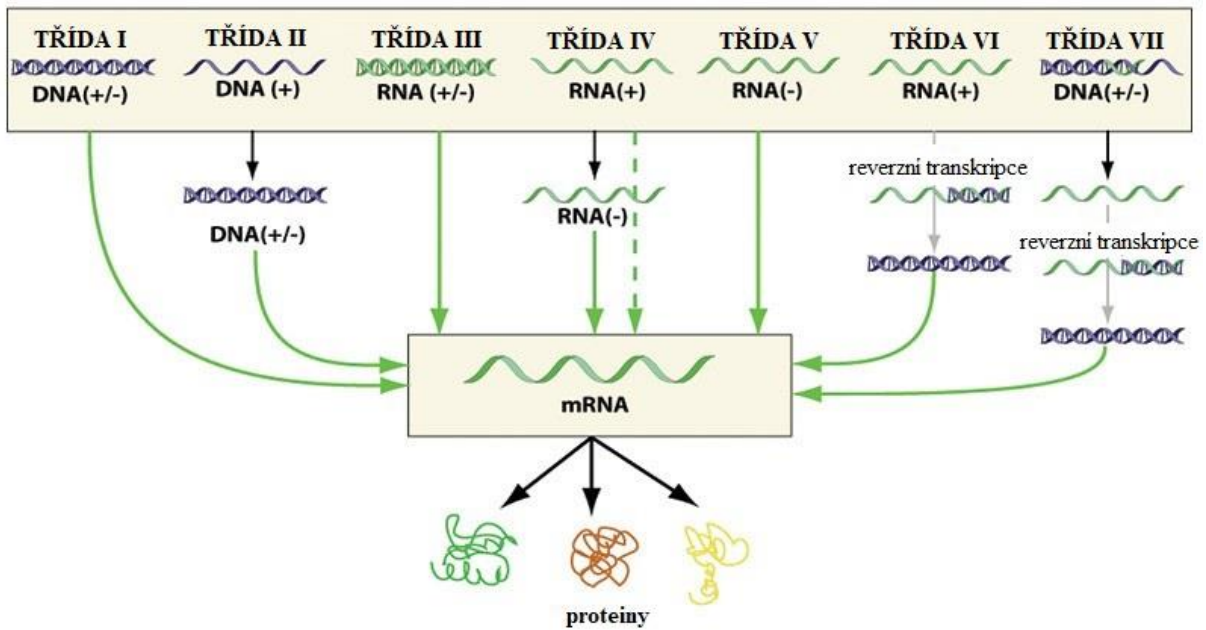 TŘÍDA I TŘÍDA II TŘÍDA III TŘÍDA IV TŘÍDA V TŘÍDA VI TŘÍDA VII
DNA(+/-) DNA (+) RNA (+/-) RNA(+) RNA(-) RNA(+) DNA(+/-)
reverzní transkripce
RNA(-)
DNA(+/-)
reverzní transkripce
mRNA
proteiny